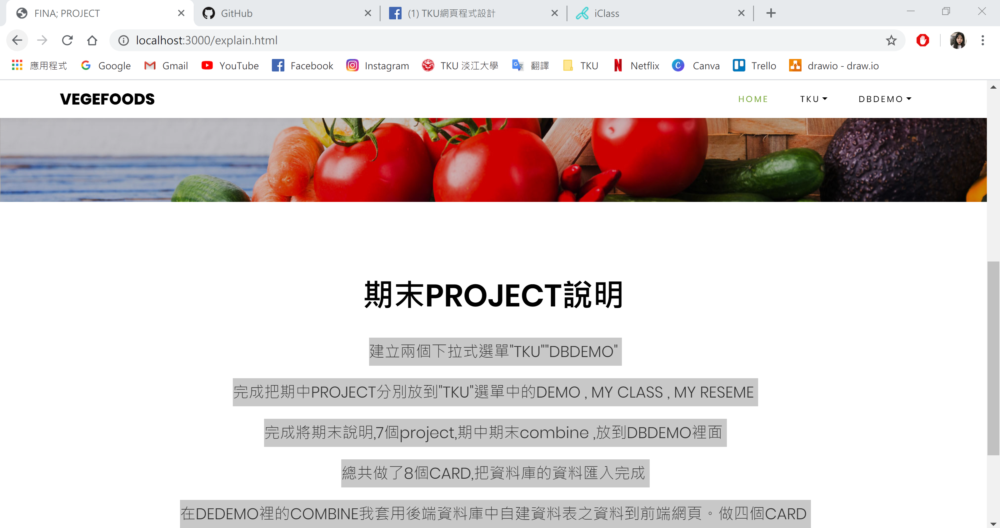 FINA; PROJECT
GitHub
(1) TKU網頁程式設計
iClass
localhost:3000/explain.html
應用程式 Google Gmail YouTube Facebook Instagram TKU 淡江大學 翻譯 TKU Netflix Canva Trello drawio - draw.io
VEGEFOODS HOME TKU DBDEMO
期末PROJECT說明
建立兩個下拉式選單"TKU""DBDEMO"
完成把期中PROJECT分別放到"TKU"選單中的DEMO , MY CLASS , MY RESEME
完成將期末說明,7個project,期中期末combine ,放到DBDEMO裡面
總共做了8個CARD,把資料庫的資料匯入完成
在DEDEMO裡的COMBINE我套用後端資料庫中自建資料表之資料到前端網頁。做四個CARD